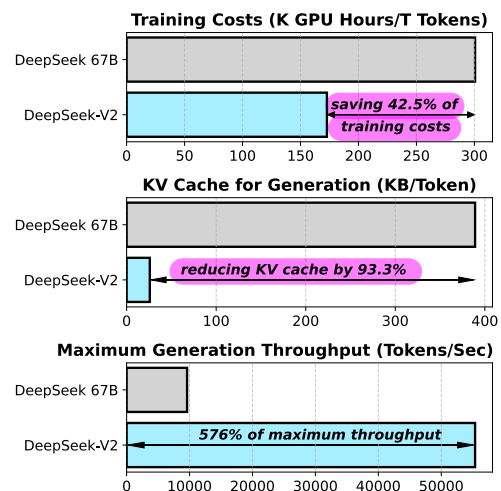 Training Costs (K GPU Hours/T Tokens)
DeepSeek 67B
DeepSeek-V2
saving 42.5% of
training costs
0 50 100 150 200 250 300
KV Cache for Generation (KB/Token)
DeepSeek 67B
DeepSeek-V2
reducing KV cache by 93.3%
0 100 200 300 400
Maximum Generation Throughput (Tokens/Sec)
DeepSeek 67B
DeepSeek-V2
576% of maximum throughput
0 10000 20000 30000 40000 50000